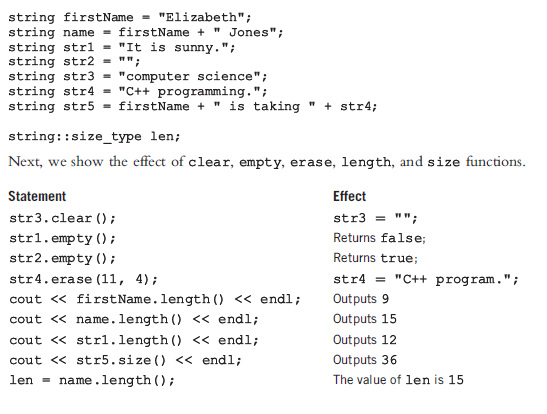 string firstName = "Elizabeth";
string name = firstName + " Jones";
string str1 = "It is sunny.";
string str2 = "";
string str3 = "computer science";
string str4 = "C++ programming.";
string str5 = firstName + " is taking " + str4;
string::size_type len;
Next, we show the effect of clear, empty, erase, length, and size functions.
Statement Effect
str3.clear(); str3 = "";
str1.empty(); Returns false;
str2.empty(); Returns true;
str4.erase(11, 4); str4 = "C++ program.";
cout << firstName.length() << endl; Outputs 9
cout << name.length() << endl; Outputs 15
cout << str1.length() << endl; Outputs 12
cout << str5.size() << endl; Outputs 36
len = name.length(); The value of len is 15